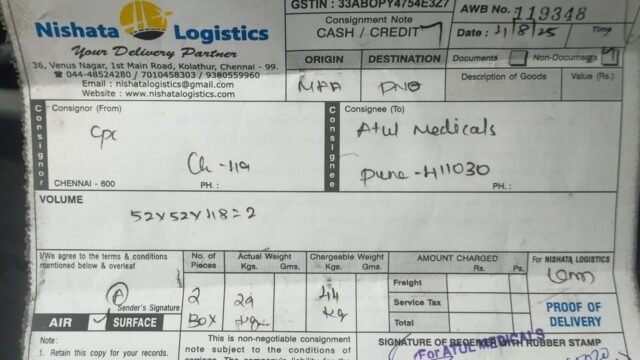 GSTIN : 33ABOPY4754E3Z7
AWB No. : 119348
Nishata Logistics
Your Delivery Partner
36, Venus Nagar, 1st Main Road, Kolathur, Chennai - 99.
☎ 044-48524280 / 7010458303 / 9380559960
Email : nishatalogistics@gmail.com
Website : www.nishatalogistics.com
Consignment Note
CASH / CREDIT
Date : 11/8/25
Time
ORIGIN
DESTINATION
Documents
Non-Documents
MAA
PNQ
Description of Goods
Value (Rs.)
Consignor
Consignor (From)
CPC
Ch - 119
CHENNAI - 600
PH. :
Consignee
Consignee (To)
Atul Medicals
Pune - 411030
PH. :
VOLUME
52x52x118=2
I/We agree to the terms & conditions
mentioned below & overleaf
Sender's Signature
AIR
SURFACE
No. of
Pieces
2
Box
Actual Weight
Kgs. Gms.
29
kg
Chargeable Weight
Kgs. Gms.
44
Kg
AMOUNT CHARGED
Rs. Ps.
Freight
Service Tax
Total
For NISHATA LOGISTICS
PROOF OF
DELIVERY
Note :
1. Retain this copy for your records.
This is non-negotiable consignment
note subject to the conditions of
SIGNATURE OF
WITH RUBBER STAMP
For ATUL MEDICALS